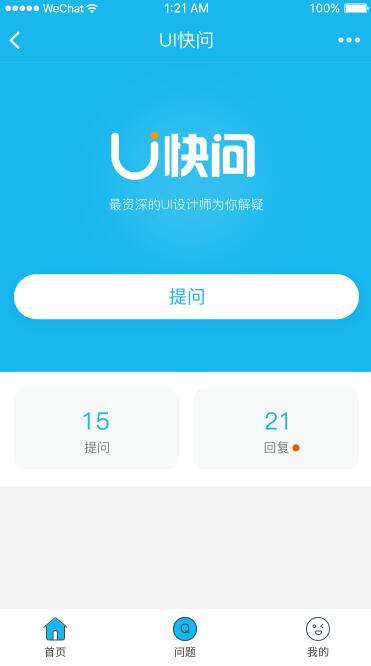 WeChat 1:21 AM 100%
UI快问
Ui快问
最资深的UI设计师为你解疑
提问
15 21
提问 回复
Q
首页 问题 我的